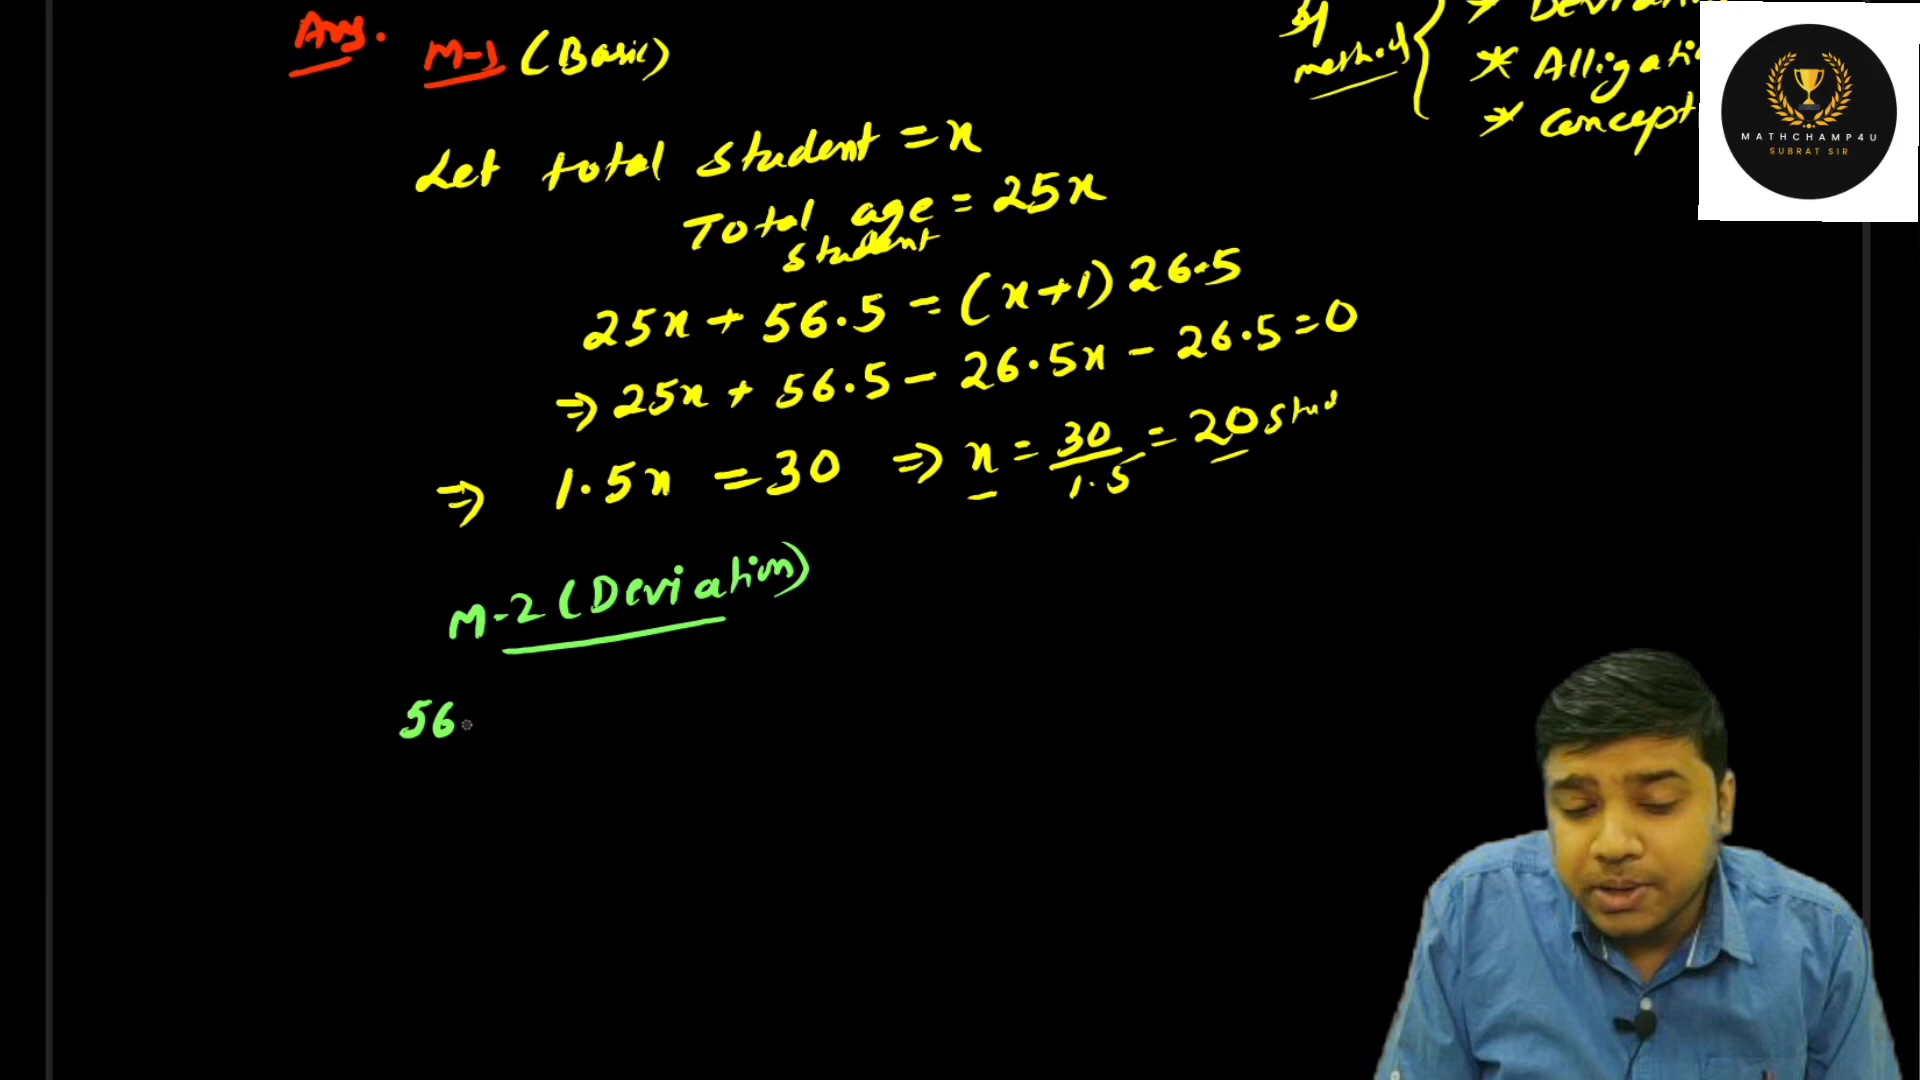 Ans. M-1 (Basic)
Let total student = x
Total age = 25x
student
25x + 56.5 = (x+1) 26.5
⇒ 25x + 56.5 - 26.5x - 26.5 = 0
⇒ 1.5x = 30 ⇒ x = 30/1.5 = 20 stud
M-2 (Deviation)
56.
method
* Alligatio
* Concept
MATHCHAMP4U
SUBRAT SIR